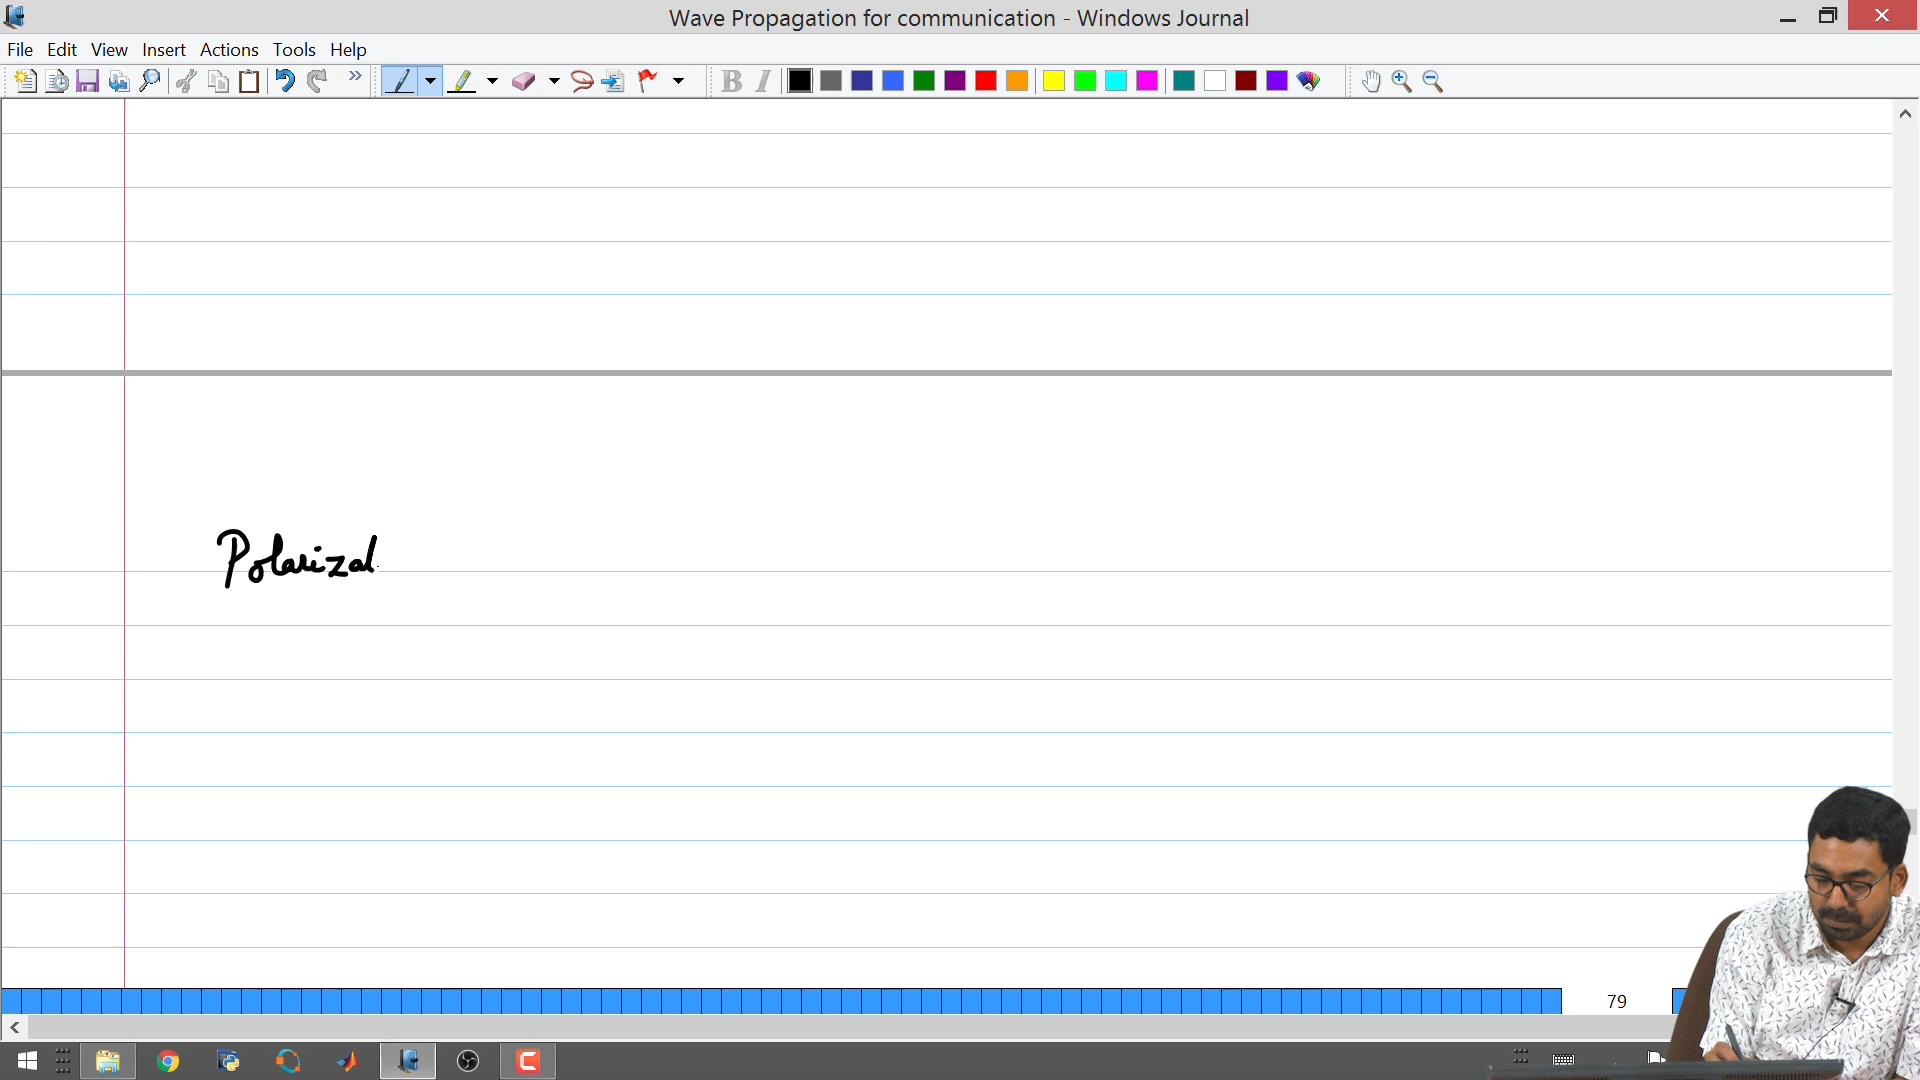 Wave Propagation for communication - Windows Journal
File Edit View Insert Actions Tools Help
B I
Polarizat
79